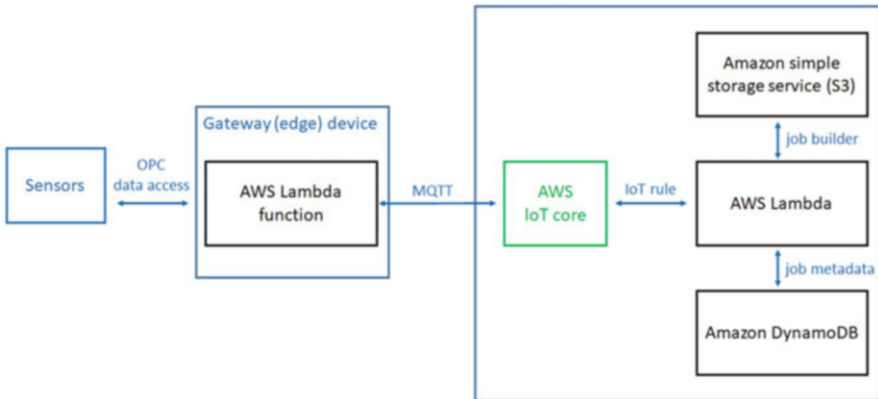 Sensors
OPC
data access
Gateway (edge) device
AWS Lambda
function
MQTT
AWS
IoT core
IoT rule
Amazon simple
storage service (S3)
job builder
AWS Lambda
job metadata
Amazon DynamoDB